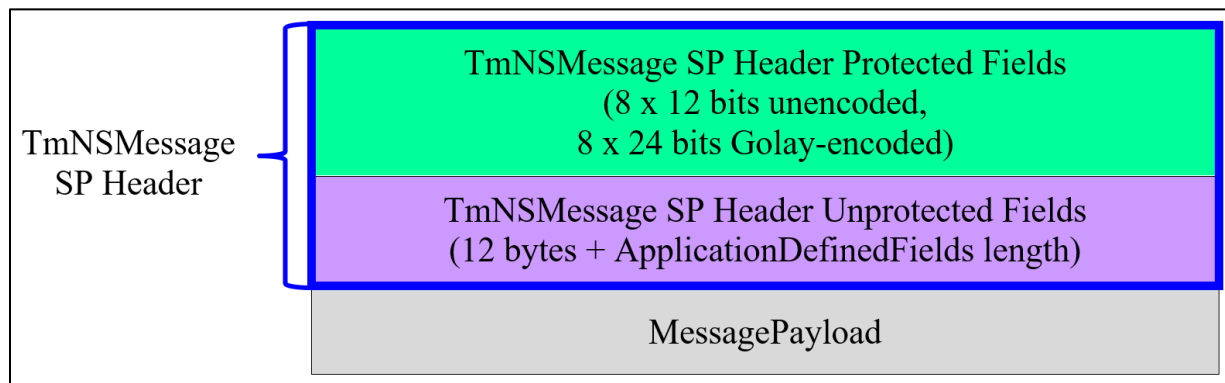 TmNSMessage
SP Header
TmNSMessage SP Header Protected Fields
(8 x 12 bits unencoded,
8 x 24 bits Golay-encoded)
TmNSMessage SP Header Unprotected Fields
(12 bytes + ApplicationDefinedFields length)
MessagePayload